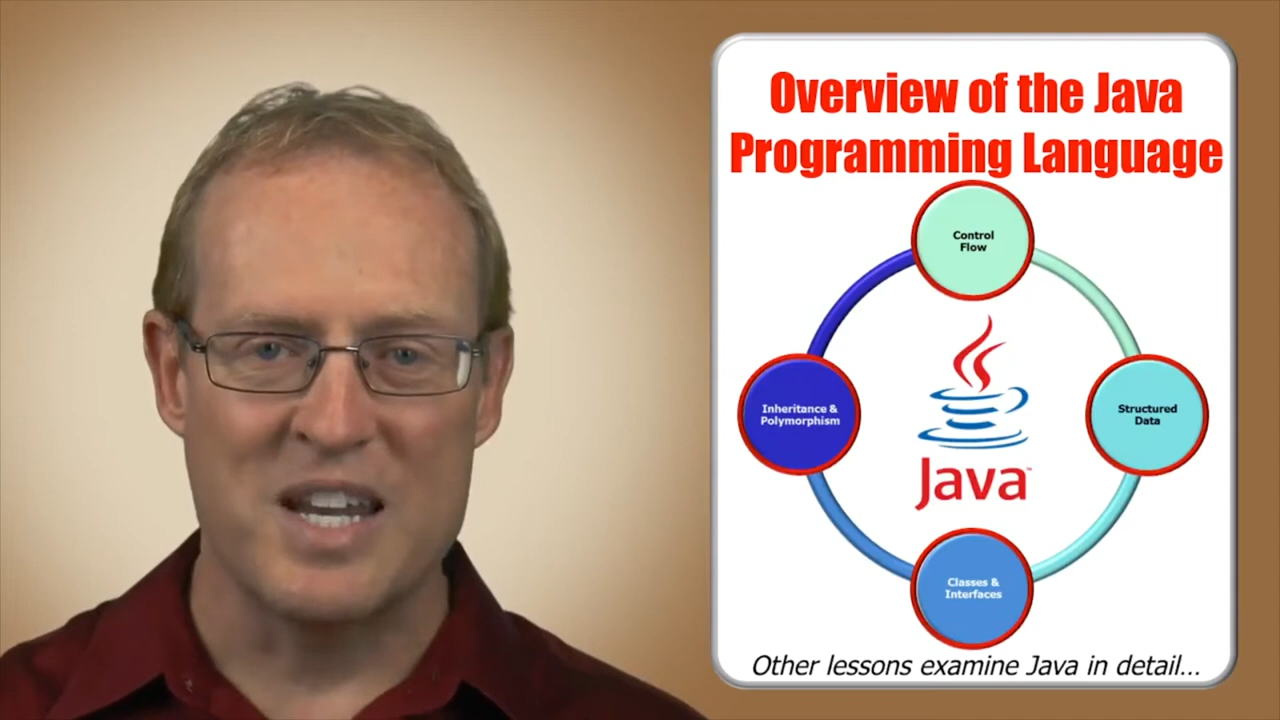 Overview of the Java
Programming Language
Control
Flow
Inheritance &
Polymorphism
Structured
Data
Java™
Classes &
Interfaces
Other lessons examine Java in detail...